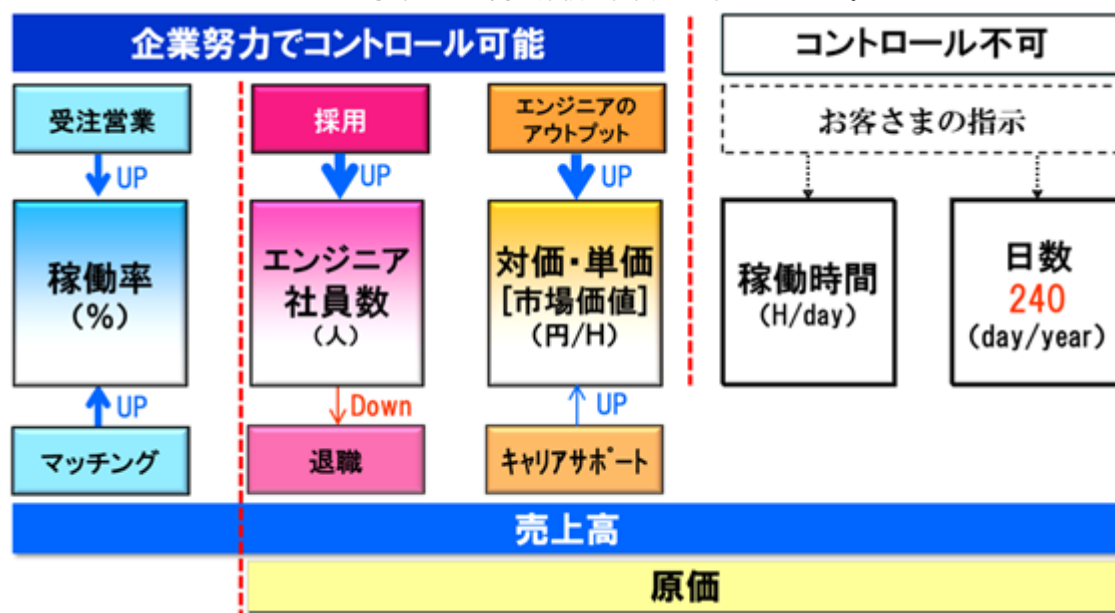 企業努力でコントロール可能
コントロール不可
受注営業
採用
エンジニアの
アウトプット
お客さまの指示
UP
UP
UP
稼働率
(%)
エンジニア
社員数
(人)
対価・単価
[市場価値]
(円/H)
稼働時間
(H/day)
日数
240
(day/year)
UP
Down
UP
マッチング
退職
キャリアサポート
売上高
原価